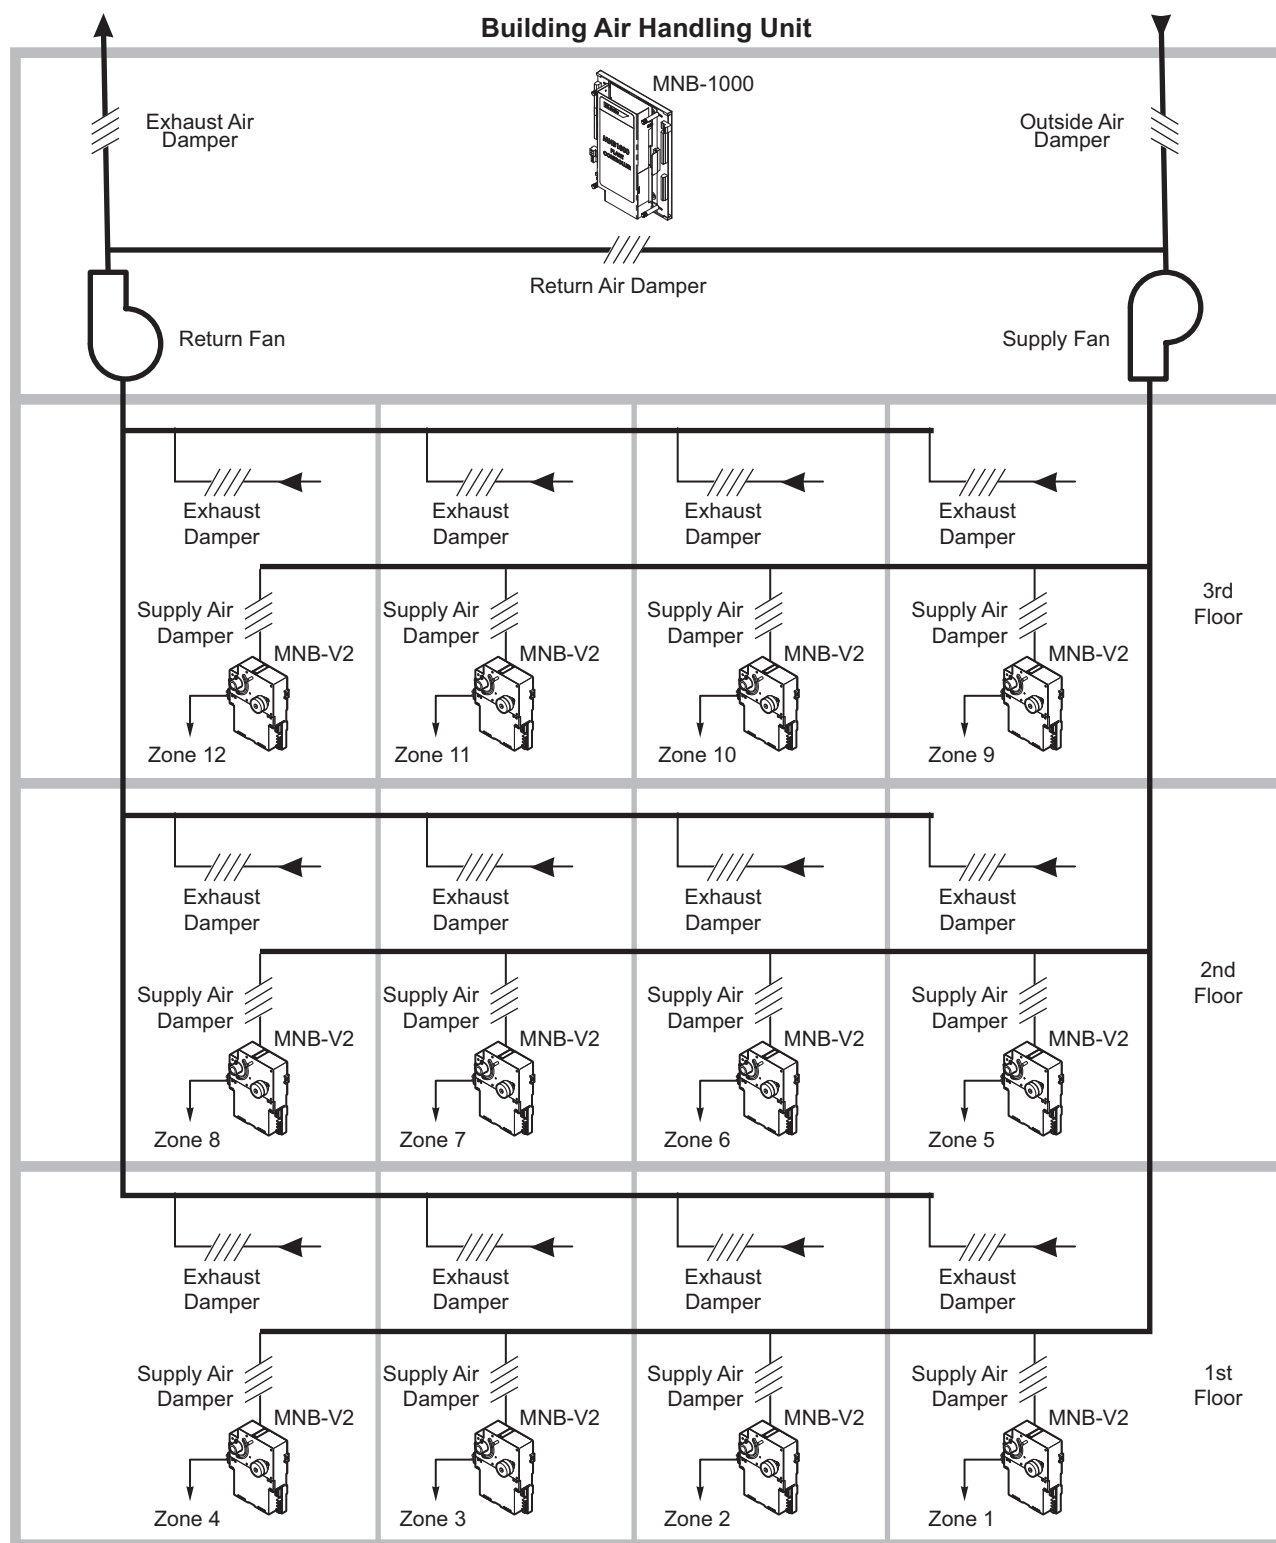 Building Air Handling Unit
MNB-1000
Exhaust Air
Damper
Outside Air
Damper
MNB1000
PLANT
CONTROLLER
Return Air Damper
Return Fan
Supply Fan
Exhaust
Damper
Exhaust
Damper
Exhaust
Damper
Exhaust
Damper
Supply Air
Damper
MNB-V2
Supply Air
Damper
MNB-V2
Supply Air
Damper
MNB-V2
Supply Air
Damper
MNB-V2
3rd
Floor
Zone 12
Zone 11
Zone 10
Zone 9
Exhaust
Damper
Exhaust
Damper
Exhaust
Damper
Exhaust
Damper
Supply Air
Damper
MNB-V2
Supply Air
Damper
MNB-V2
Supply Air
Damper
MNB-V2
Supply Air
Damper
MNB-V2
2nd
Floor
Zone 8
Zone 7
Zone 6
Zone 5
Exhaust
Damper
Exhaust
Damper
Exhaust
Damper
Exhaust
Damper
Supply Air
Damper
MNB-V2
Supply Air
Damper
MNB-V2
Supply Air
Damper
MNB-V2
Supply Air
Damper
MNB-V2
1st
Floor
Zone 4
Zone 3
Zone 2
Zone 1